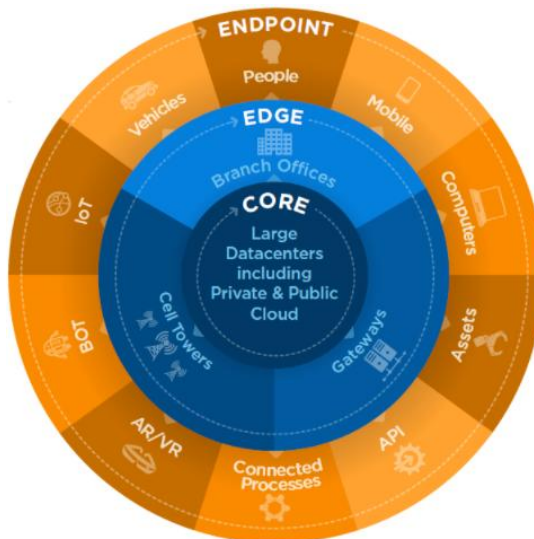 ENDPOINT
People
Mobile
Computers
Assets
API
Connected
Processes
AR/VR
BOT
IoT
Vehicles
EDGE
Branch Offices
Gateways
Cell Towers
CORE
Large
Datacenters
including
Private & Public
Cloud